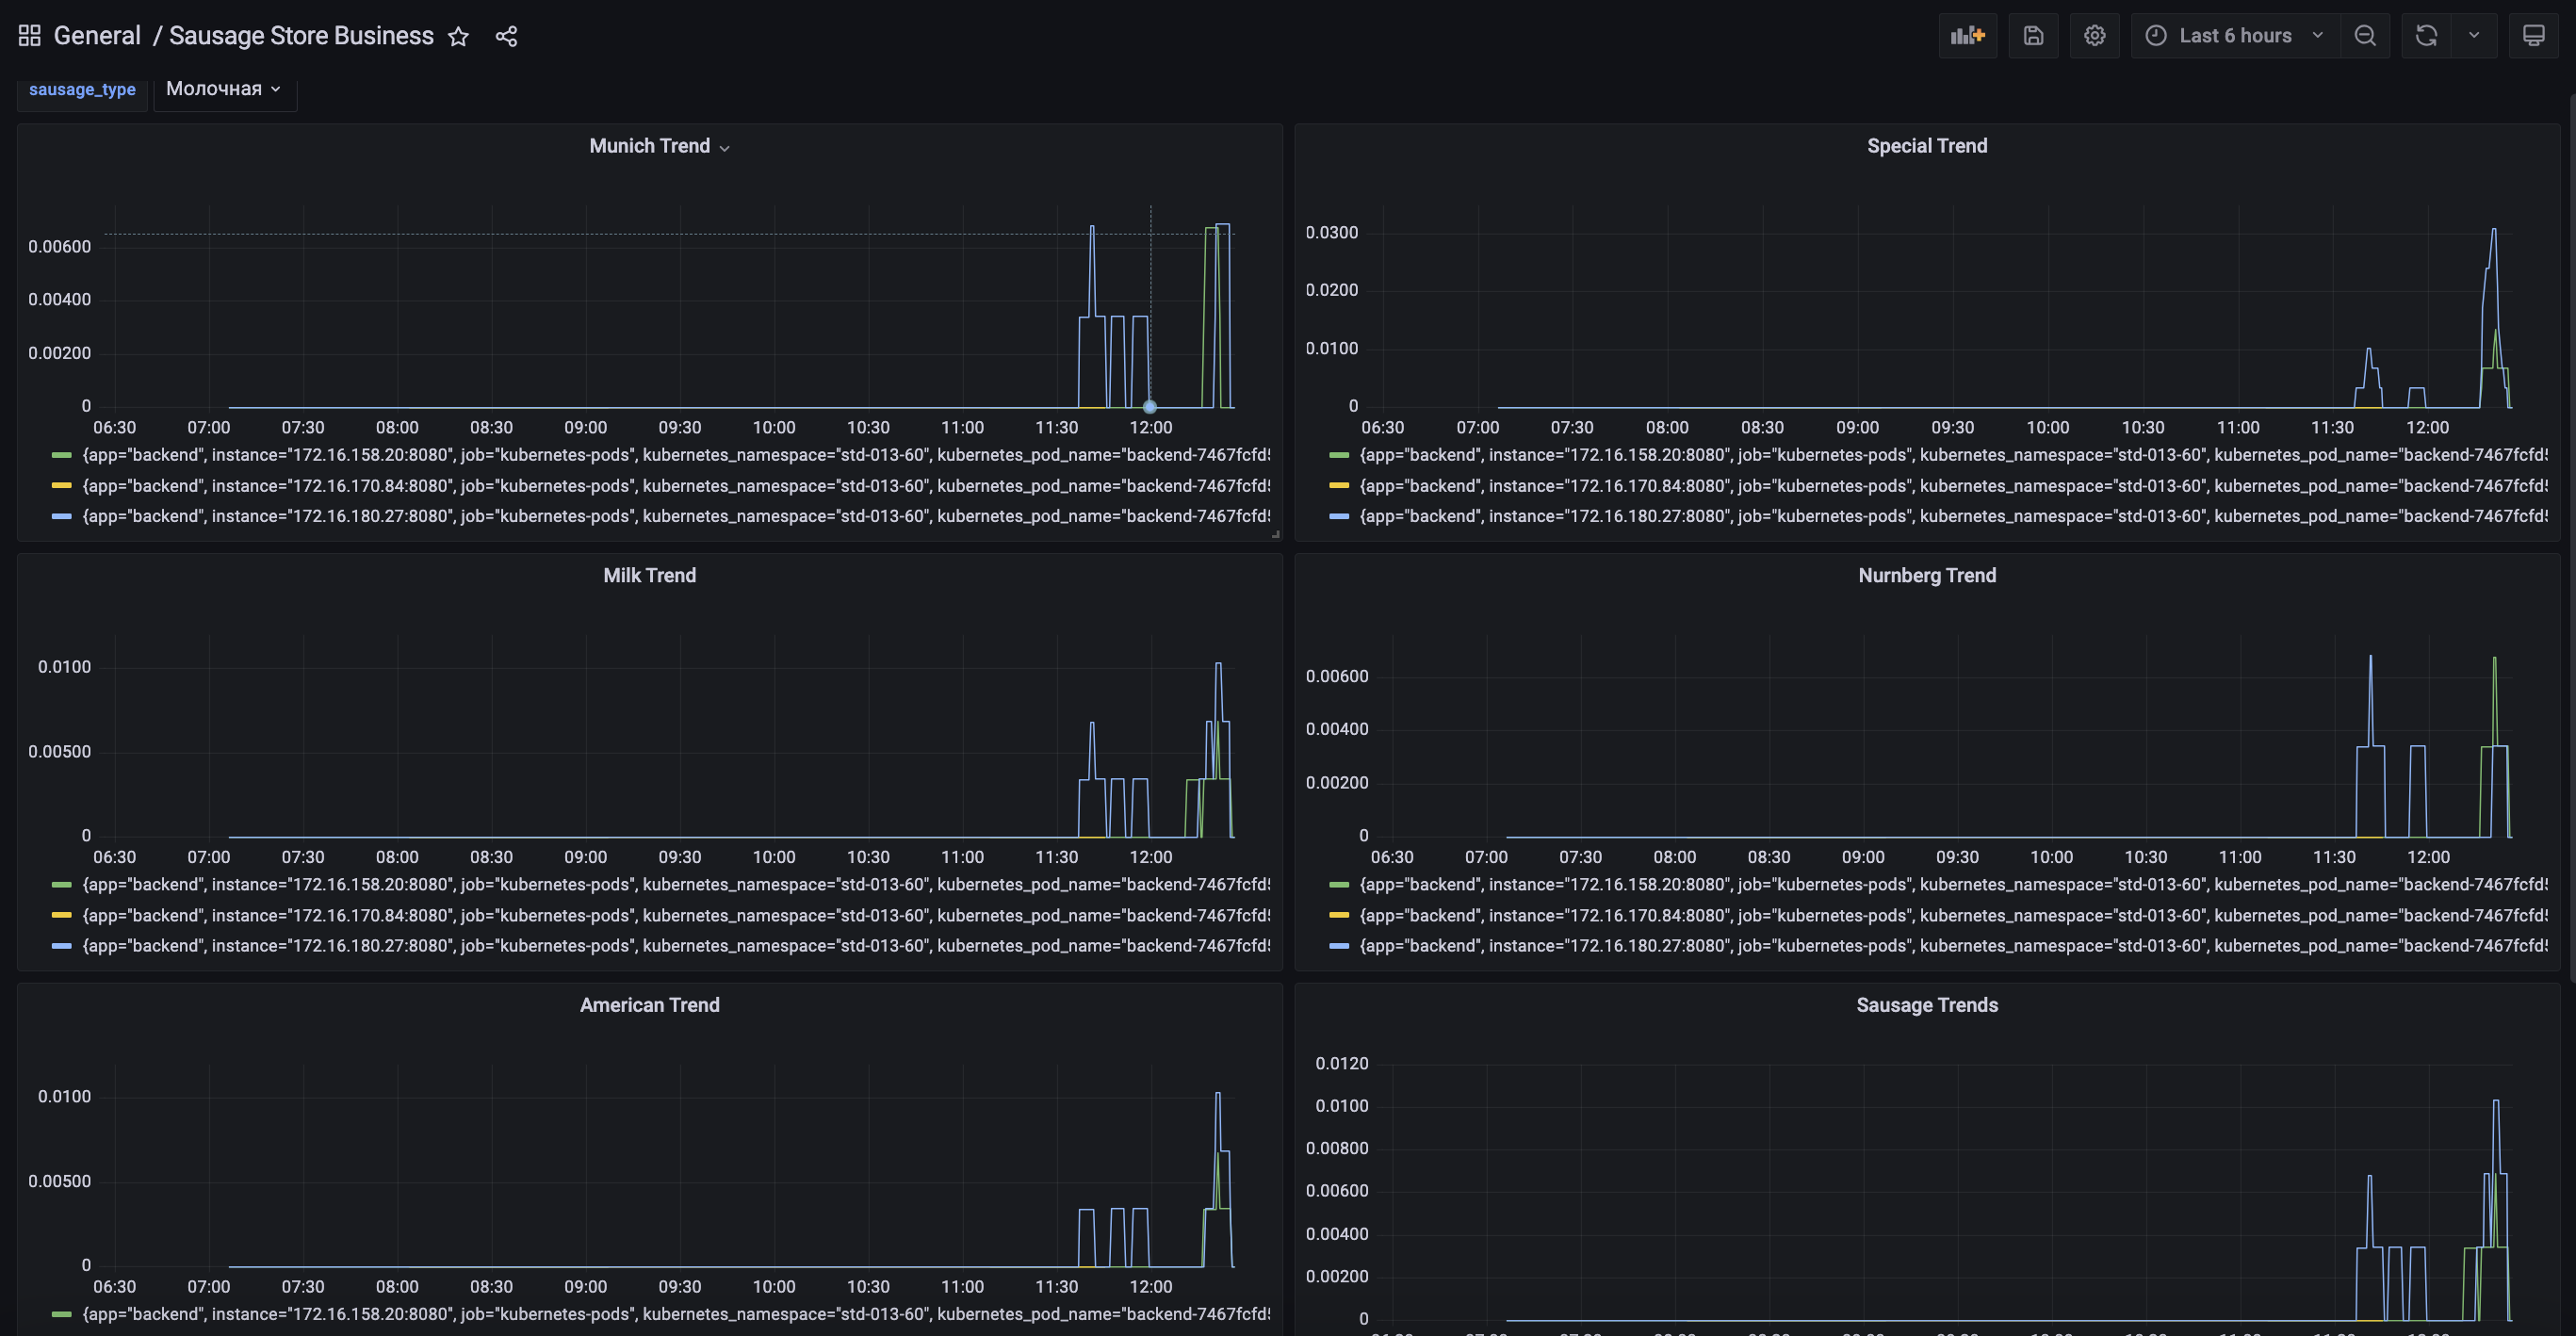 General / Sausage Store Business
Last 6 hours
sausage_type Молочная
Munich Trend
0.00600
0.00400
0.00200
0
06:30 07:00 07:30 08:00 08:30 09:00 09:30 10:00 10:30 11:00 11:30 12:00
{app="backend", instance="172.16.158.20:8080", job="kubernetes-pods", kubernetes_namespace="std-013-60", kubernetes_pod_name="backend-7467fcfd
{app="backend", instance="172.16.170.84:8080", job="kubernetes-pods", kubernetes_namespace="std-013-60", kubernetes_pod_name="backend-7467fcfd
{app="backend", instance="172.16.180.27:8080", job="kubernetes-pods", kubernetes_namespace="std-013-60", kubernetes_pod_name="backend-7467fcfd
Special Trend
0.0300
0.0200
0.0100
0
06:30 07:00 07:30 08:00 08:30 09:00 09:30 10:00 10:30 11:00 11:30 12:00
{app="backend", instance="172.16.158.20:8080", job="kubernetes-pods", kubernetes_namespace="std-013-60", kubernetes_pod_name="backend-7467fcfd
{app="backend", instance="172.16.170.84:8080", job="kubernetes-pods", kubernetes_namespace="std-013-60", kubernetes_pod_name="backend-7467fcfd
{app="backend", instance="172.16.180.27:8080", job="kubernetes-pods", kubernetes_namespace="std-013-60", kubernetes_pod_name="backend-7467fcfd
Milk Trend
0.0100
0.00500
0
06:30 07:00 07:30 08:00 08:30 09:00 09:30 10:00 10:30 11:00 11:30 12:00
{app="backend", instance="172.16.158.20:8080", job="kubernetes-pods", kubernetes_namespace="std-013-60", kubernetes_pod_name="backend-7467fcfd
{app="backend", instance="172.16.170.84:8080", job="kubernetes-pods", kubernetes_namespace="std-013-60", kubernetes_pod_name="backend-7467fcfd
{app="backend", instance="172.16.180.27:8080", job="kubernetes-pods", kubernetes_namespace="std-013-60", kubernetes_pod_name="backend-7467fcfd
Nurnberg Trend
0.00600
0.00400
0.00200
0
06:30 07:00 07:30 08:00 08:30 09:00 09:30 10:00 10:30 11:00 11:30 12:00
{app="backend", instance="172.16.158.20:8080", job="kubernetes-pods", kubernetes_namespace="std-013-60", kubernetes_pod_name="backend-7467fcfd
{app="backend", instance="172.16.170.84:8080", job="kubernetes-pods", kubernetes_namespace="std-013-60", kubernetes_pod_name="backend-7467fcfd
{app="backend", instance="172.16.180.27:8080", job="kubernetes-pods", kubernetes_namespace="std-013-60", kubernetes_pod_name="backend-7467fcfd
American Trend
0.0100
0.00500
0
06:30 07:00 07:30 08:00 08:30 09:00 09:30 10:00 10:30 11:00 11:30 12:00
{app="backend", instance="172.16.158.20:8080", job="kubernetes-pods", kubernetes_namespace="std-013-60", kubernetes_pod_name="backend-7467fcfd
Sausage Trends
0.0120
0.0100
0.00800
0.00600
0.00400
0.00200
0